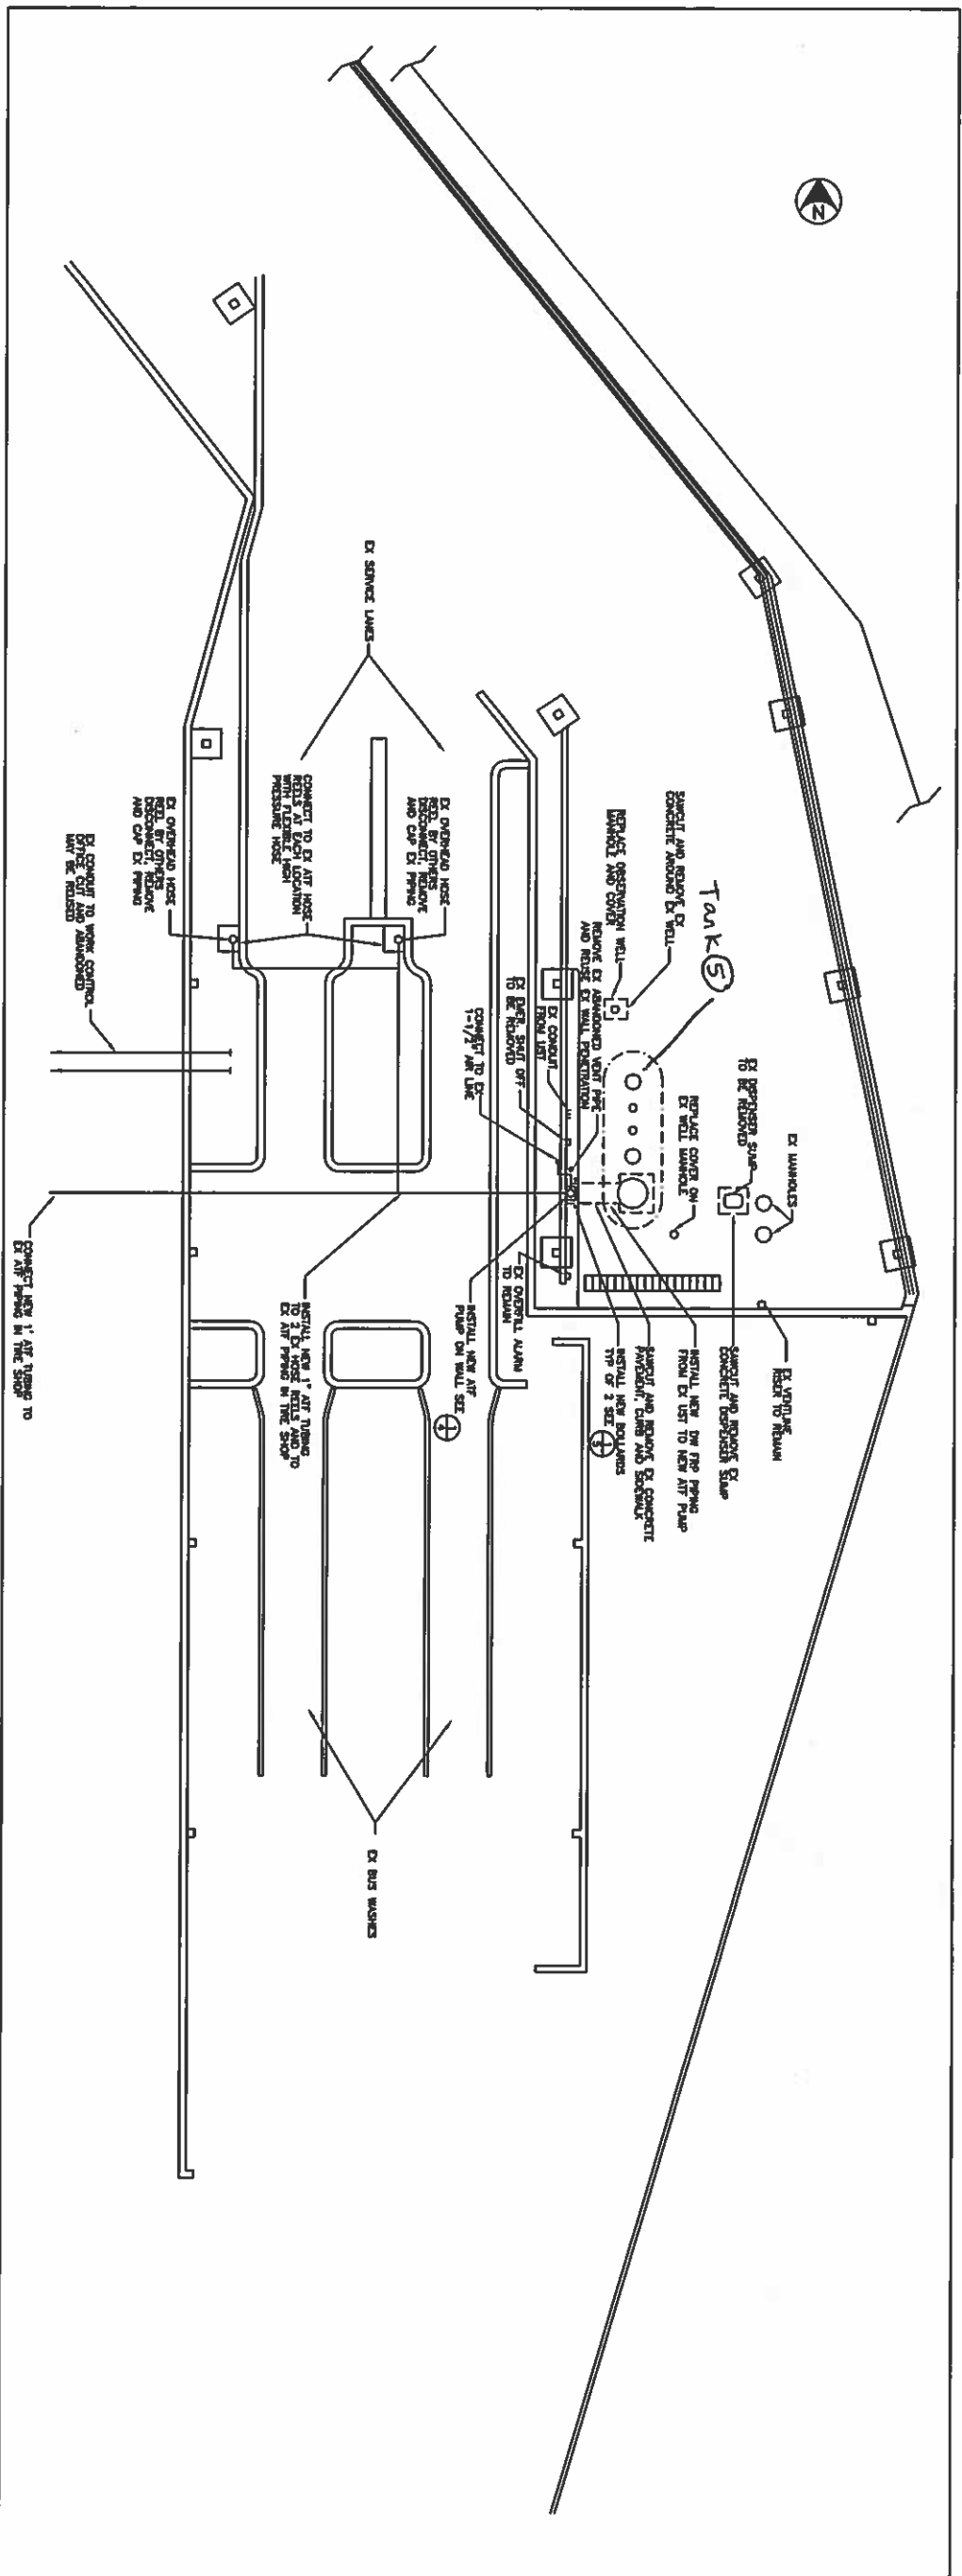 N
Tank 5
EX MANHOLES
EX DISPENSER SUMP
TO BE REMOVED
SAWCUT AND REMOVE EX
CONCRETE AROUND EX WELL
REPLACE OBSERVATION WELL
MANHOLE AND COVER
REPLACE COVER ON
EX WELL MANHOLE
REMOVE EX ABANDONED VENT PIPE
AND REUSE EX WALL PENETRATION
EX CONDUIT
FROM UST
EX EMER. SHUT OFF
TO BE REMOVED
CONNECT TO EX
1-1/2" AIR LINE
EX VENTLINE
RISER TO REMAIN
SAWCUT AND REMOVE EX
CONCRETE DISPENSER SUMP
INSTALL NEW DW FRP PIPING
FROM EX UST TO NEW ATF PUMP
SAWCUT AND REMOVE EX CONCRETE
PAVEMENT, CURB AND SIDEWALK
INSTALL NEW BOLLARDS
TYP OF 2 SEE
EX OVERFILL ALARM
TO REMAIN
INSTALL NEW ATF
PUMP ON WALL SEE
EX SERVICE LANES
EX OVERHEAD HOSE
REEL BY OTHERS
DISCONNECT, REMOVE
AND CAP EX PIPING
CONNECT TO EX ATF HOSE
REELS AT EACH LOCATION
WITH FLEXIBLE HIGH
PRESSURE HOSE
INSTALL NEW 1" ATF TUBING
TO 2 EX HOSE REELS AND TO
EX ATF PIPING IN TIRE SHOP
EX BUS WASHES
EX OVERHEAD HOSE
REEL BY OTHERS
DISCONNECT, REMOVE
AND CAP EX PIPING
EX CONDUIT TO WORK CONTROL
OFFICE CUT AND ABANDONED
MAY BE REUSED
CONNECT NEW 1" ATF TUBING TO
EX ATF PIPING IN TIRE SHOP